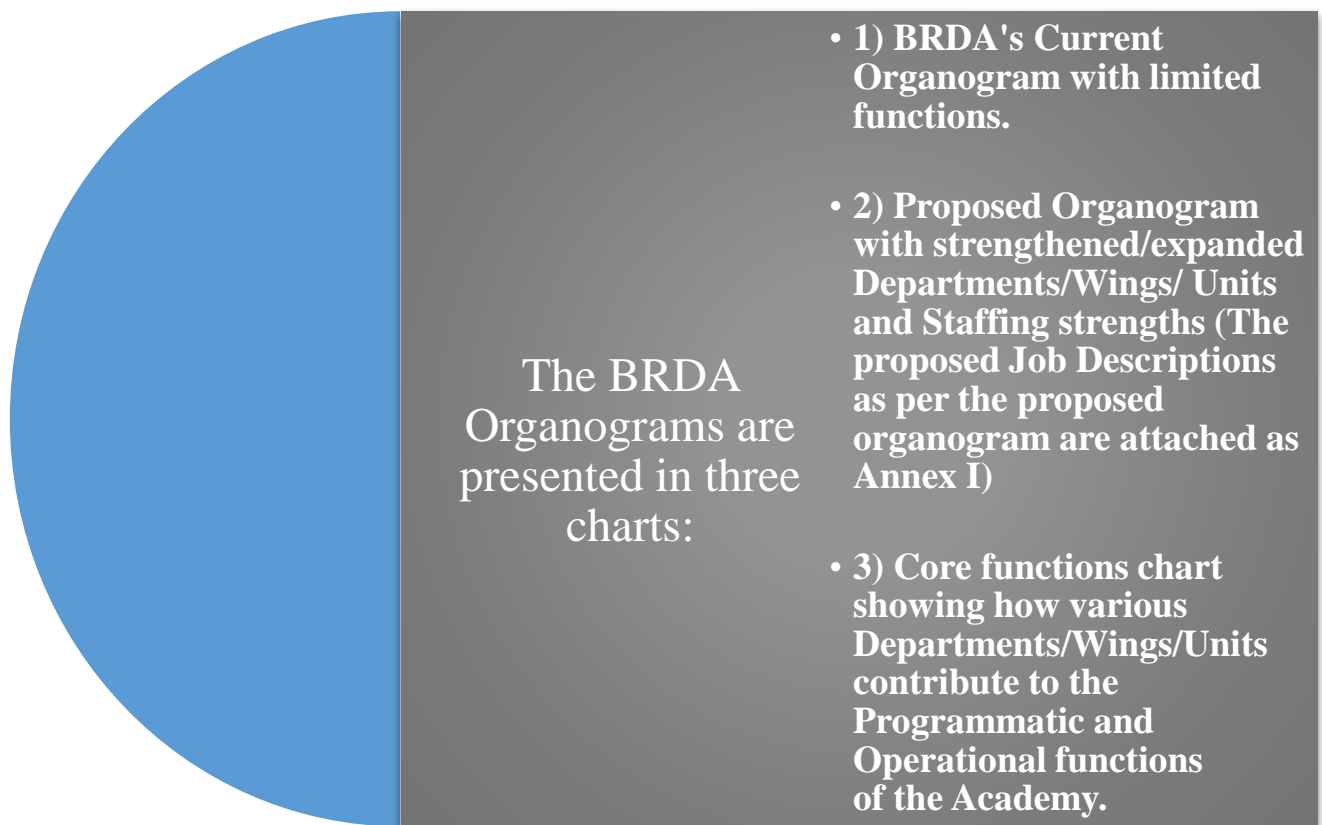 The BRDA
Organograms are
presented in three
charts:
• 1) BRDA's Current
Organogram with limited
functions.
• 2) Proposed Organogram
with strengthened/expanded
Departments/Wings/ Units
and Staffing strengths (The
proposed Job Descriptions
as per the proposed
organogram are attached as
Annex I)
• 3) Core functions chart
showing how various
Departments/Wings/Units
contribute to the
Programmatic and
Operational functions
of the Academy.